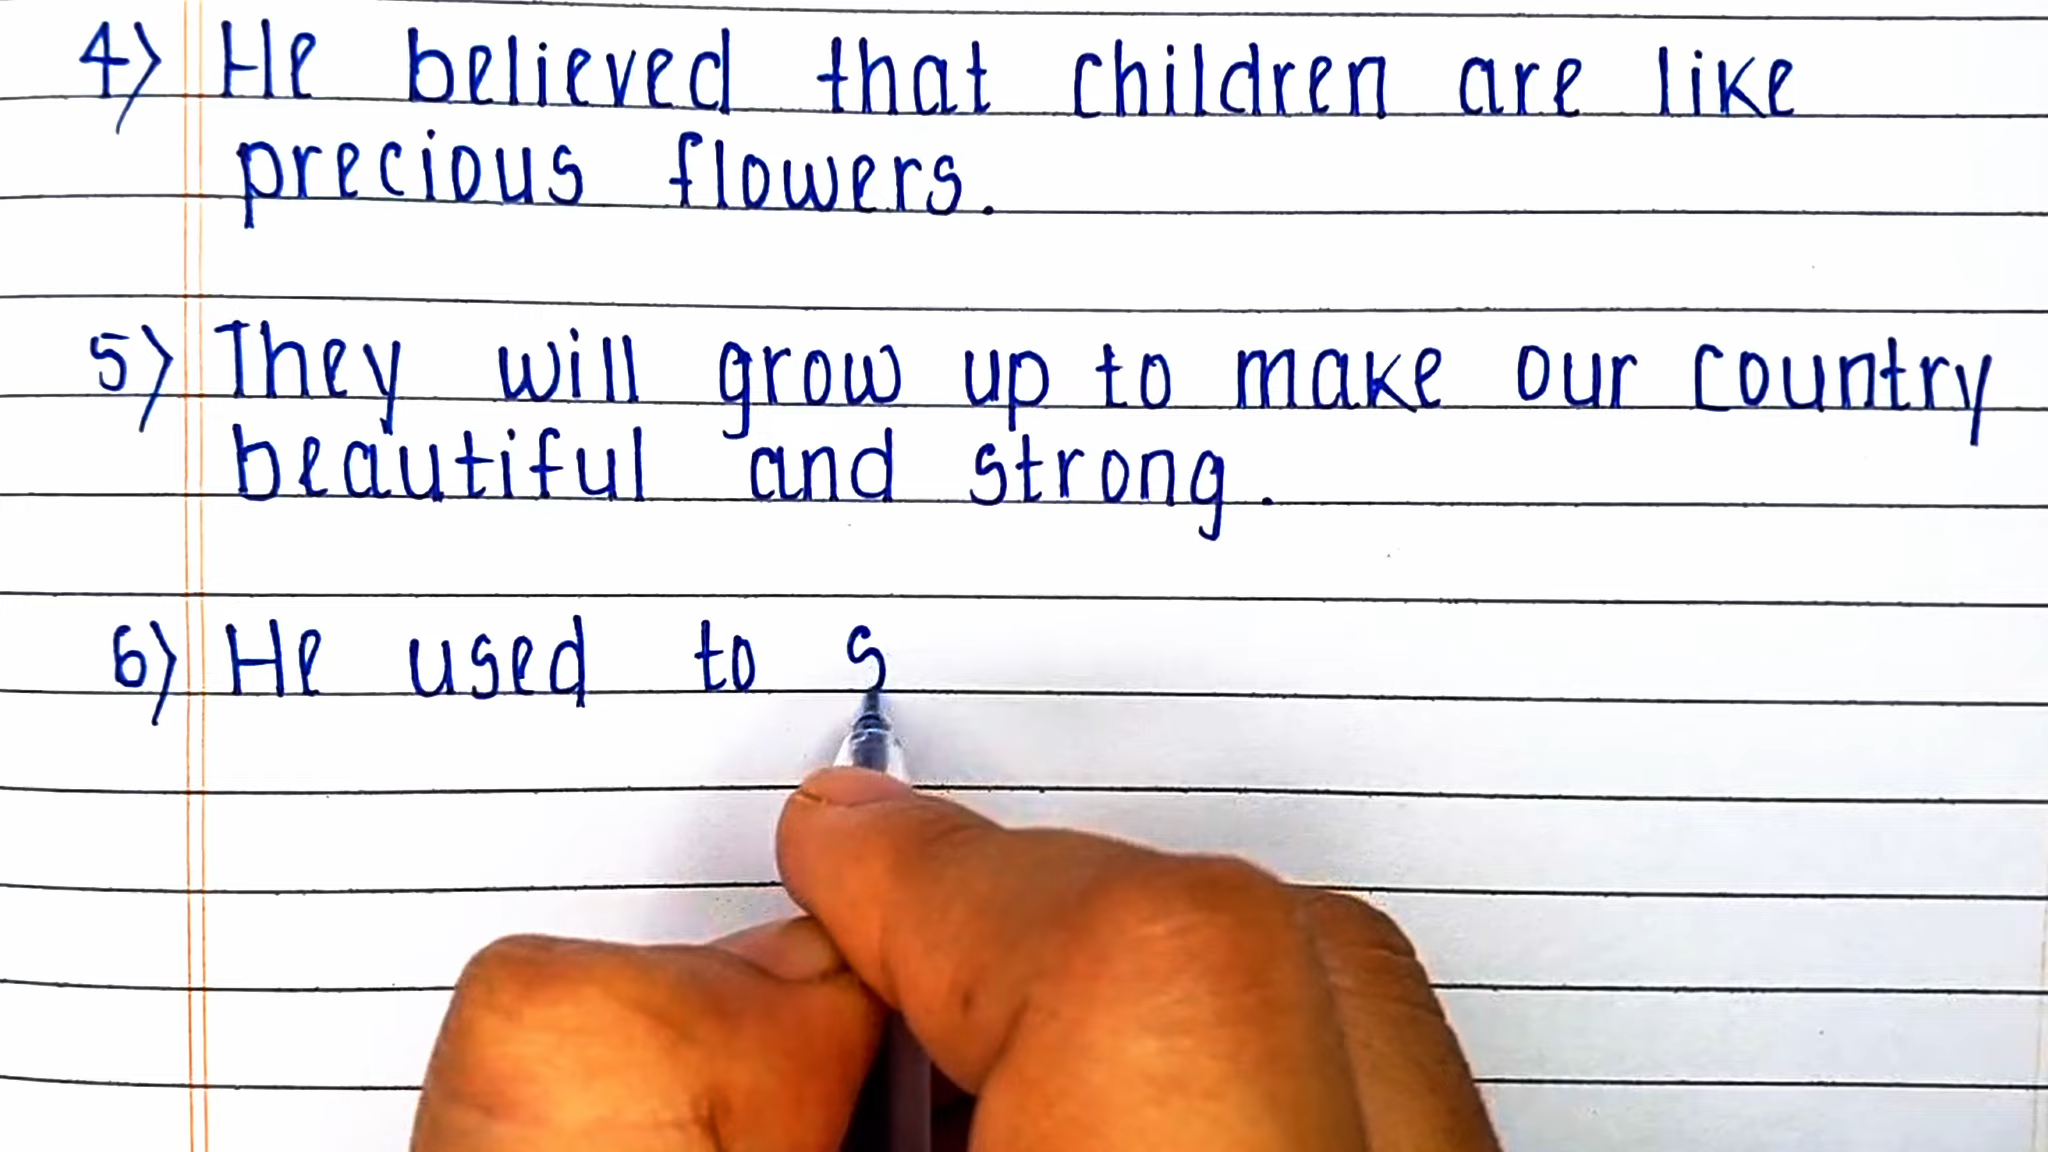 4) He believed that children are like
precious flowers.
5) They will grow up to make our country
beautiful and strong.
6) He used to s